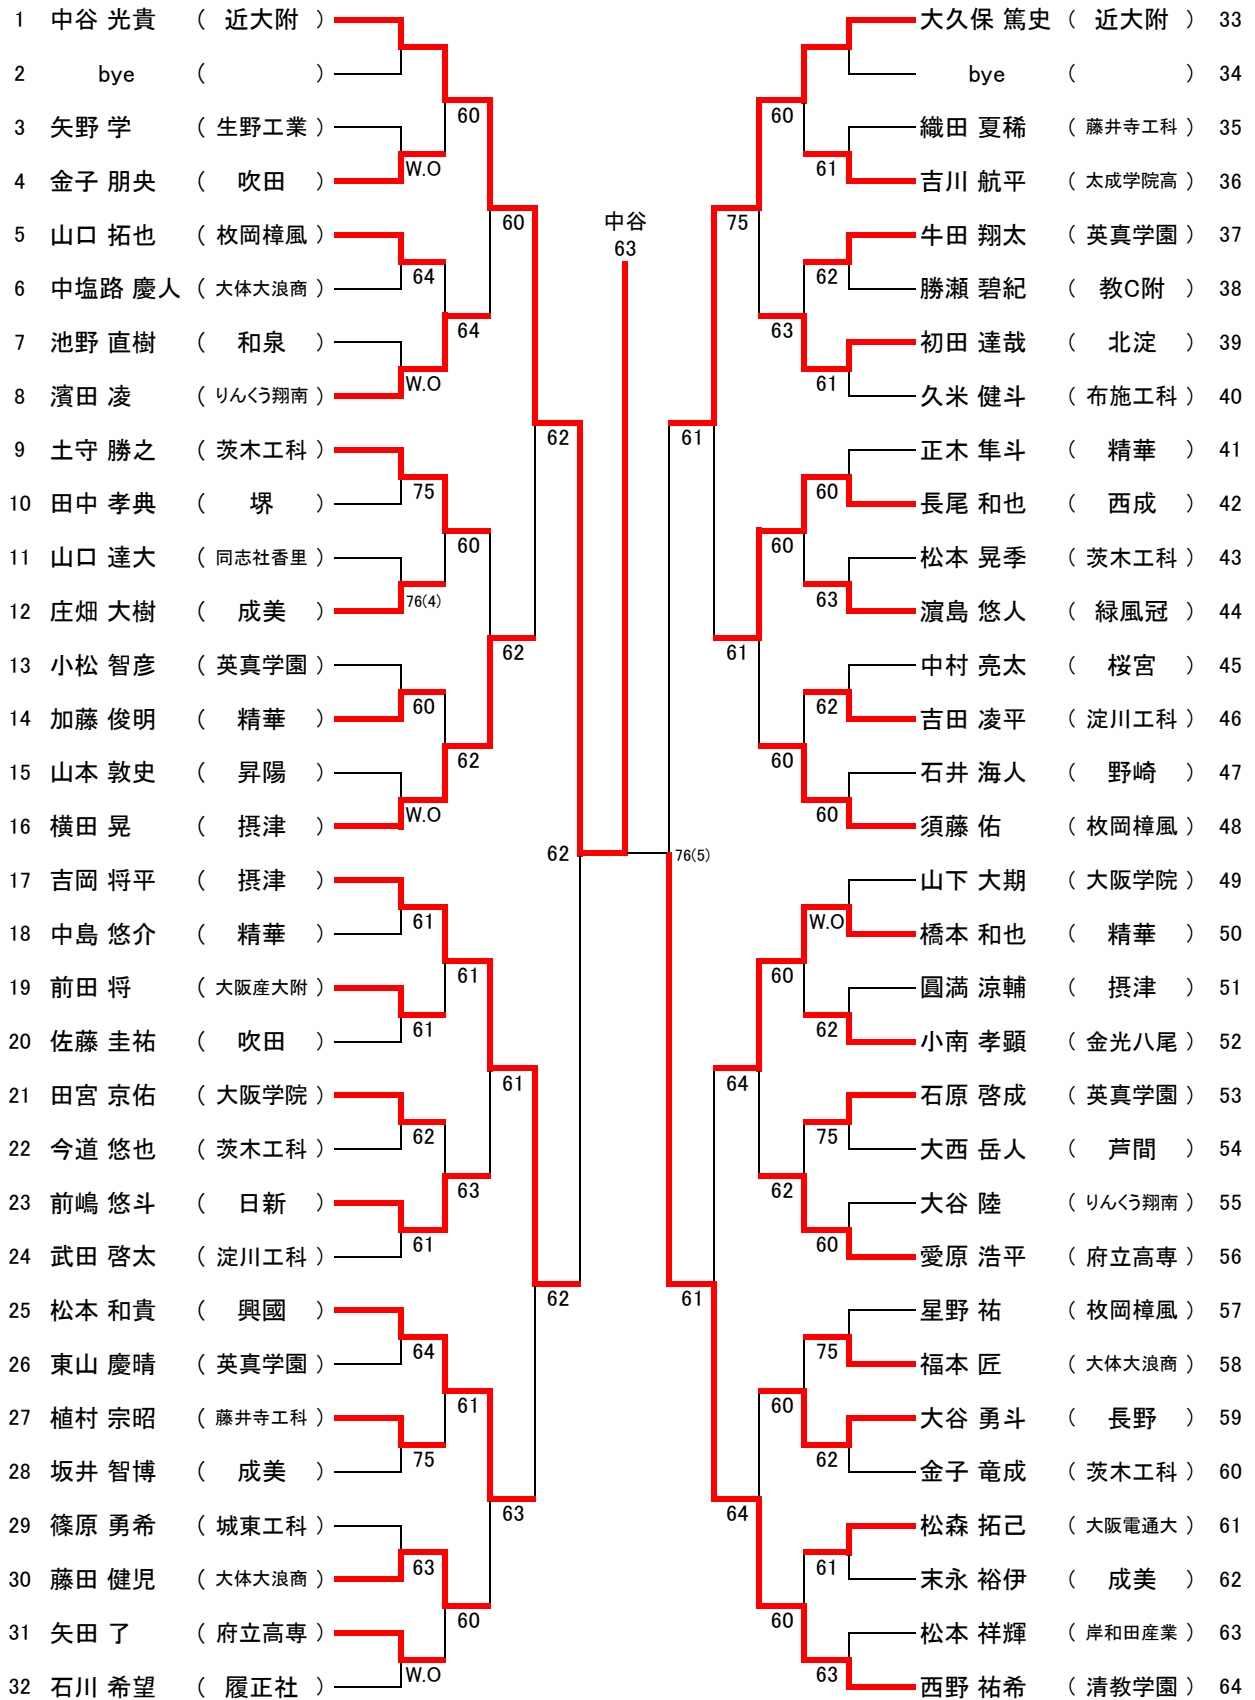 1 中谷 光貴 ( 近大附 )
2 bye ( )
3 矢野 学 ( 生野工業 )
4 金子 朋央 ( 吹田 )
5 山口 拓也 ( 枚岡樟風 )
6 中塩路 慶人 ( 大体大浪商 )
7 池野 直樹 ( 和泉 )
8 濱田 凌 ( りんくう翔南 )
9 土守 勝之 ( 茨木工科 )
10 田中 孝典 ( 堺 )
11 山口 達大 ( 同志社香里 )
12 庄畑 大樹 ( 成美 )
13 小松 智彦 ( 英真学園 )
14 加藤 俊明 ( 精華 )
15 山本 敦史 ( 昇陽 )
16 横田 晃 ( 摂津 )
17 吉岡 将平 ( 摂津 )
18 中島 悠介 ( 精華 )
19 前田 将 ( 大阪産大附 )
20 佐藤 圭祐 ( 吹田 )
21 田宮 京佑 ( 大阪学院 )
22 今道 悠也 ( 茨木工科 )
23 前嶋 悠斗 ( 日新 )
24 武田 啓太 ( 淀川工科 )
25 松本 和貴 ( 興國 )
26 東山 慶晴 ( 英真学園 )
27 植村 宗昭 ( 藤井寺工科 )
28 坂井 智博 ( 成美 )
29 篠原 勇希 ( 城東工科 )
30 藤田 健児 ( 大体大浪商 )
31 矢田 了 ( 府立高専 )
32 石川 希望 ( 履正社 )
W.O
64
W.O
75
76(4)
60
W.O
61
61
62
61
64
75
63
W.O
60
64
60
62
61
63
61
60
60
62
61
63
62
62
62
中谷
63
76(5)
61
61
75
61
64
64
60
63
60
60
60
62
60
60
61
62
61
60
63
62
60
W.O
62
75
60
75
62
61
63
大久保 篤史 ( 近大附 ) 33
bye ( ) 34
織田 夏稀 ( 藤井寺工科 ) 35
吉川 航平 ( 太成学院高 ) 36
牛田 翔太 ( 英真学園 ) 37
勝瀬 碧紀 ( 教C附 ) 38
初田 達哉 ( 北淀 ) 39
久米 健斗 ( 布施工科 ) 40
正木 隼斗 ( 精華 ) 41
長尾 和也 ( 西成 ) 42
松本 晃季 ( 茨木工科 ) 43
濵島 悠人 ( 緑風冠 ) 44
中村 亮太 ( 桜宮 ) 45
吉田 凌平 ( 淀川工科 ) 46
石井 海人 ( 野崎 ) 47
須藤 佑 ( 枚岡樟風 ) 48
山下 大期 ( 大阪学院 ) 49
橋本 和也 ( 精華 ) 50
圓満 涼輔 ( 摂津 ) 51
小南 孝顕 ( 金光八尾 ) 52
石原 啓成 ( 英真学園 ) 53
大西 岳人 ( 芦間 ) 54
大谷 陸 ( りんくう翔南 ) 55
愛原 浩平 ( 府立高専 ) 56
星野 祐 ( 枚岡樟風 ) 57
福本 匠 ( 大体大浪商 ) 58
大谷 勇斗 ( 長野 ) 59
金子 竜成 ( 茨木工科 ) 60
松森 拓己 ( 大阪電通大 ) 61
末永 裕伊 ( 成美 ) 62
松本 祥輝 ( 岸和田産業 ) 63
西野 祐希 ( 清教学園 ) 64